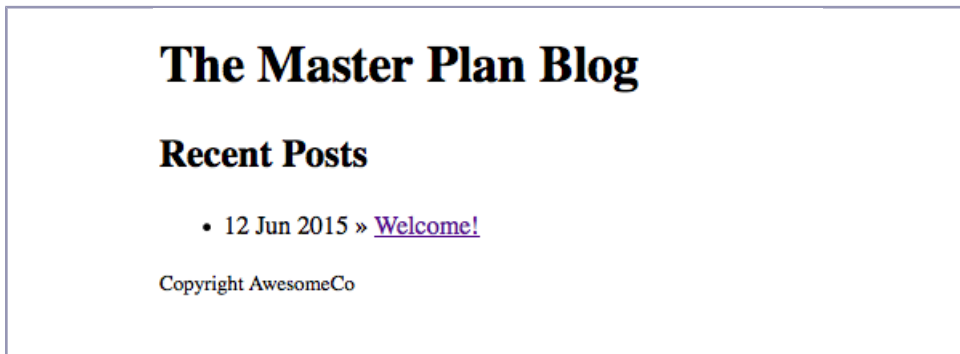 The Master Plan Blog
Recent Posts
• 12 Jun 2015 » Welcome!
Copyright AwesomeCo